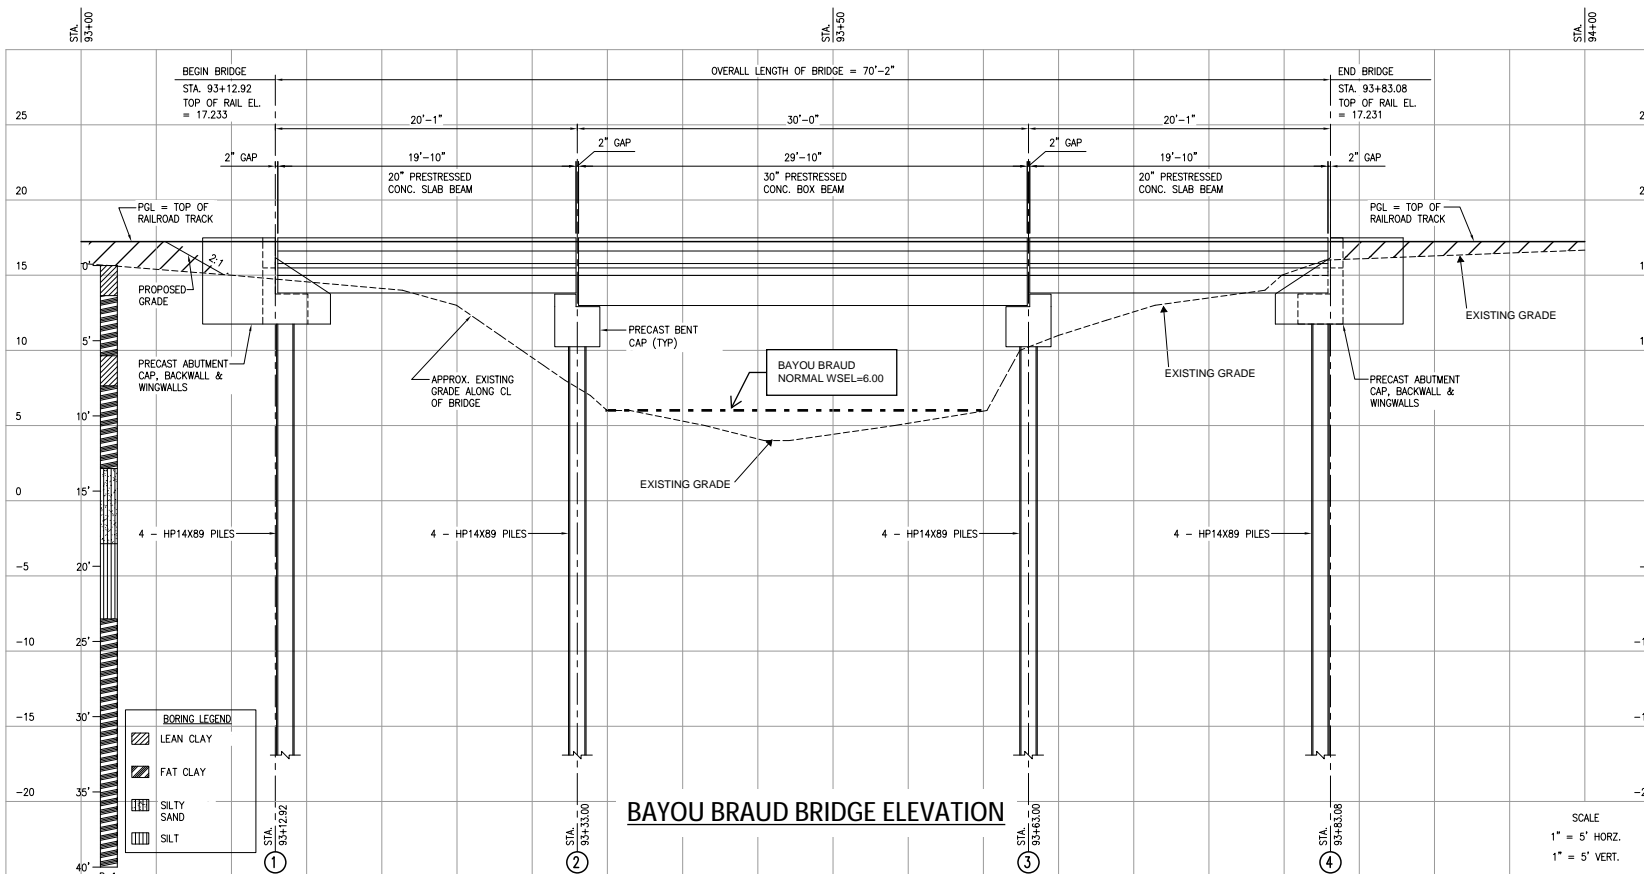 STA.
93+00
STA.
93+50
STA.
94+00
BEGIN BRIDGE
STA. 93+12.92
TOP OF RAIL EL.
= 17.233
OVERALL LENGTH OF BRIDGE = 70'-2"
END BRIDGE
STA. 93+83.08
TOP OF RAIL EL.
= 17.231
25
20'-1"
30'-0"
20'-1"
2" GAP
2" GAP
2" GAP
2" GAP
19'-10"
29'-10"
19'-10"
20" PRESTRESSED
CONC. SLAB BEAM
30" PRESTRESSED
CONC. BOX BEAM
20" PRESTRESSED
CONC. SLAB BEAM
20
PGL = TOP OF
RAILROAD TRACK
PGL = TOP OF
RAILROAD TRACK
2:1
15
0'
PROPOSED
GRADE
EXISTING GRADE
PRECAST BENT
CAP (TYP)
10
5'
PRECAST ABUTMENT
CAP, BACKWALL &
WINGWALLS
APPROX. EXISTING
GRADE ALONG CL
OF BRIDGE
BAYOU BRAUD
NORMAL WSEL=6.00
EXISTING GRADE
PRECAST ABUTMENT
CAP, BACKWALL &
WINGWALLS
5
10'
EXISTING GRADE
0
15'
4 - HP14X89 PILES
4 - HP14X89 PILES
4 - HP14X89 PILES
4 - HP14X89 PILES
-5
20'
-10
25'
-15
30'
BORING LEGEND
LEAN CLAY
FAT CLAY
SILTY
SAND
SILT
-20
35'
40'
BAYOU BRAUD BRIDGE ELEVATION
STA.
93+12.92
STA.
93+33.00
STA.
93+63.00
STA.
93+83.08
1
2
3
4
SCALE
1" = 5' HORZ.
1" = 5' VERT.